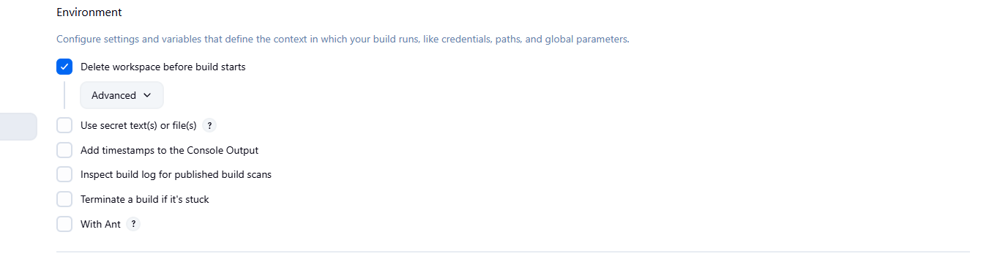 Environment
Configure settings and variables that define the context in which your build runs, like credentials, paths, and global parameters.
Delete workspace before build starts
Advanced
Use secret text(s) or file(s) ?
Add timestamps to the Console Output
Inspect build log for published build scans
Terminate a build if it's stuck
With Ant ?